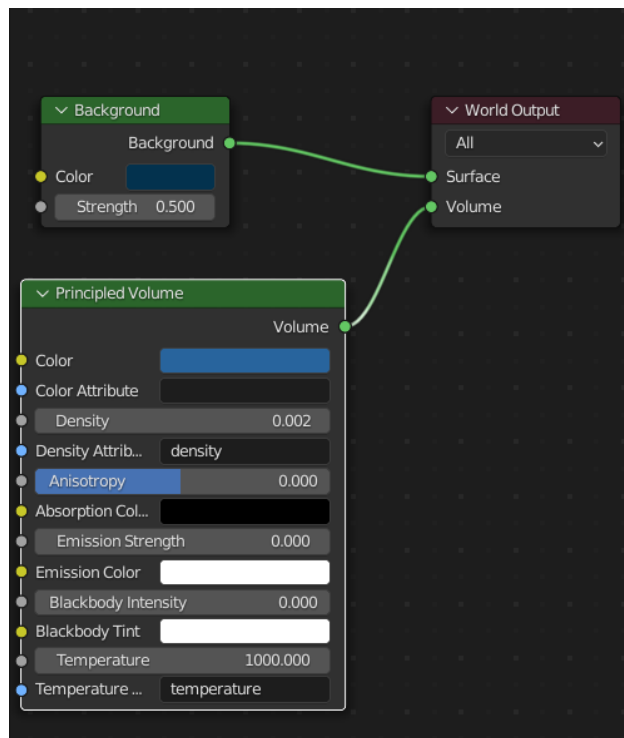 Background
Background
Color
Strength 0.500
World Output
All
Surface
Volume
Principled Volume
Volume
Color
Color Attribute
Density 0.002
Density Attrib... density
Anisotropy 0.000
Absorption Col...
Emission Strength 0.000
Emission Color
Blackbody Intensity 0.000
Blackbody Tint
Temperature 1000.000
Temperature ... temperature